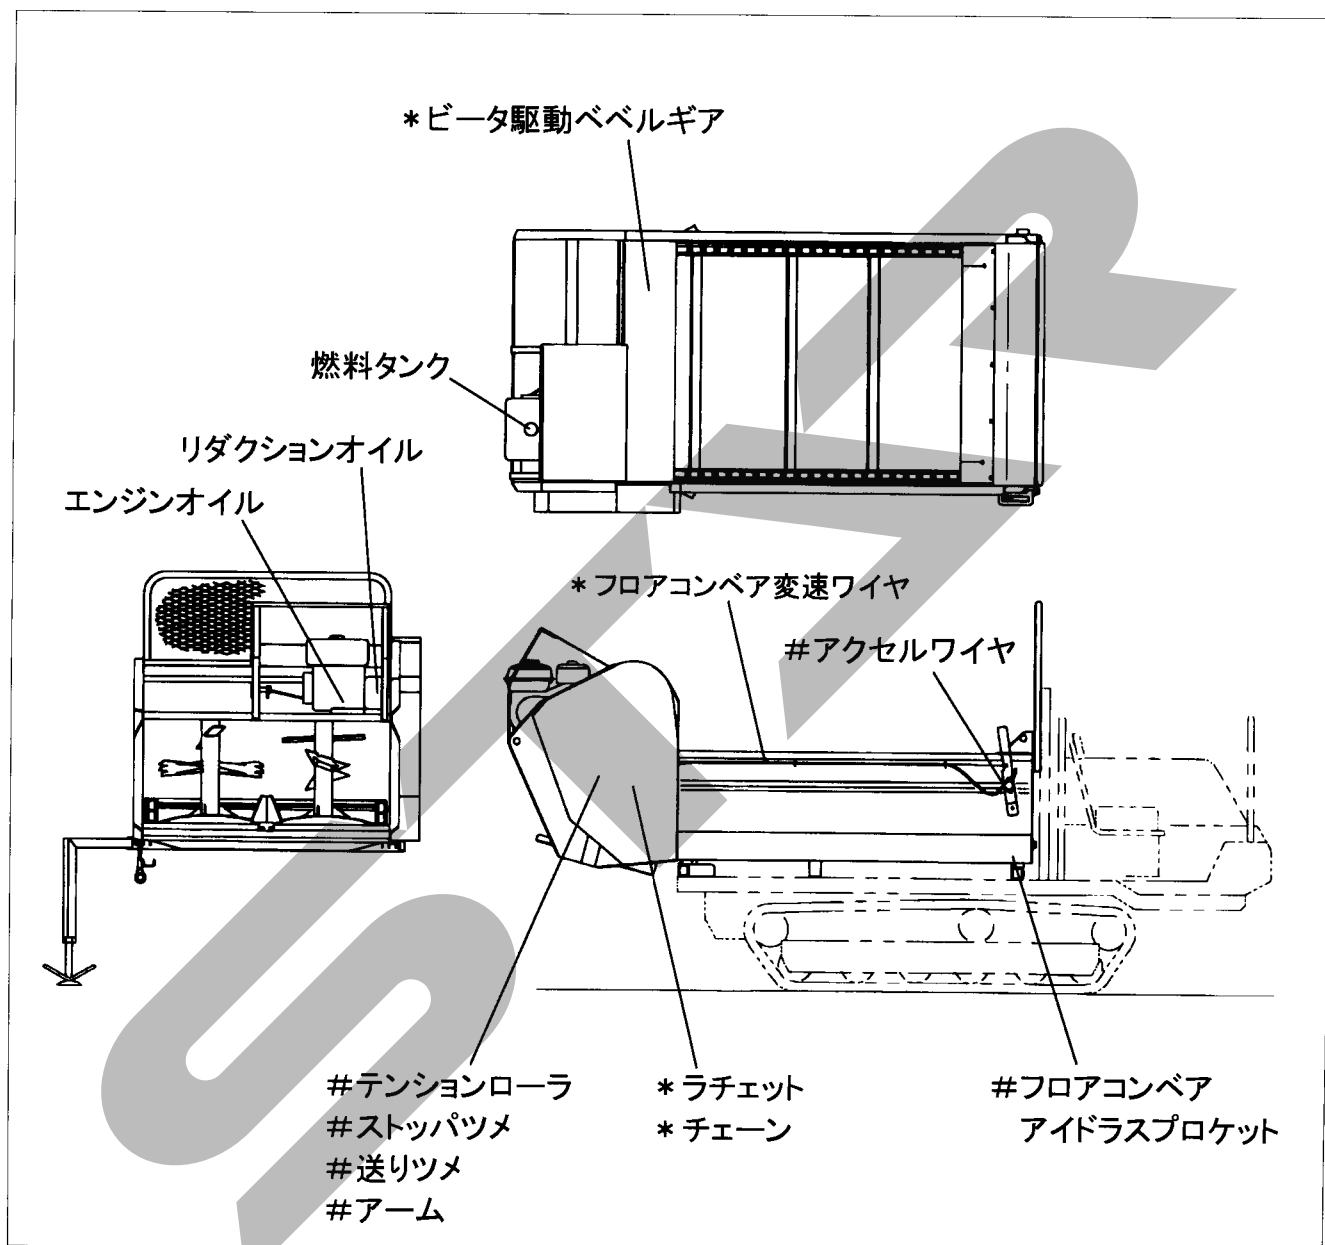 *ビータ駆動ベベルギア
燃料タンク
リダクションオイル
エンジンオイル
*フロアコンベア変速ワイヤ
#アクセルワイヤ
#テンションローラ
#ストッパツメ
#送りツメ
#アーム
*ラチェット
*チェーン
#フロアコンベア
アイドラスプロケット
STAR